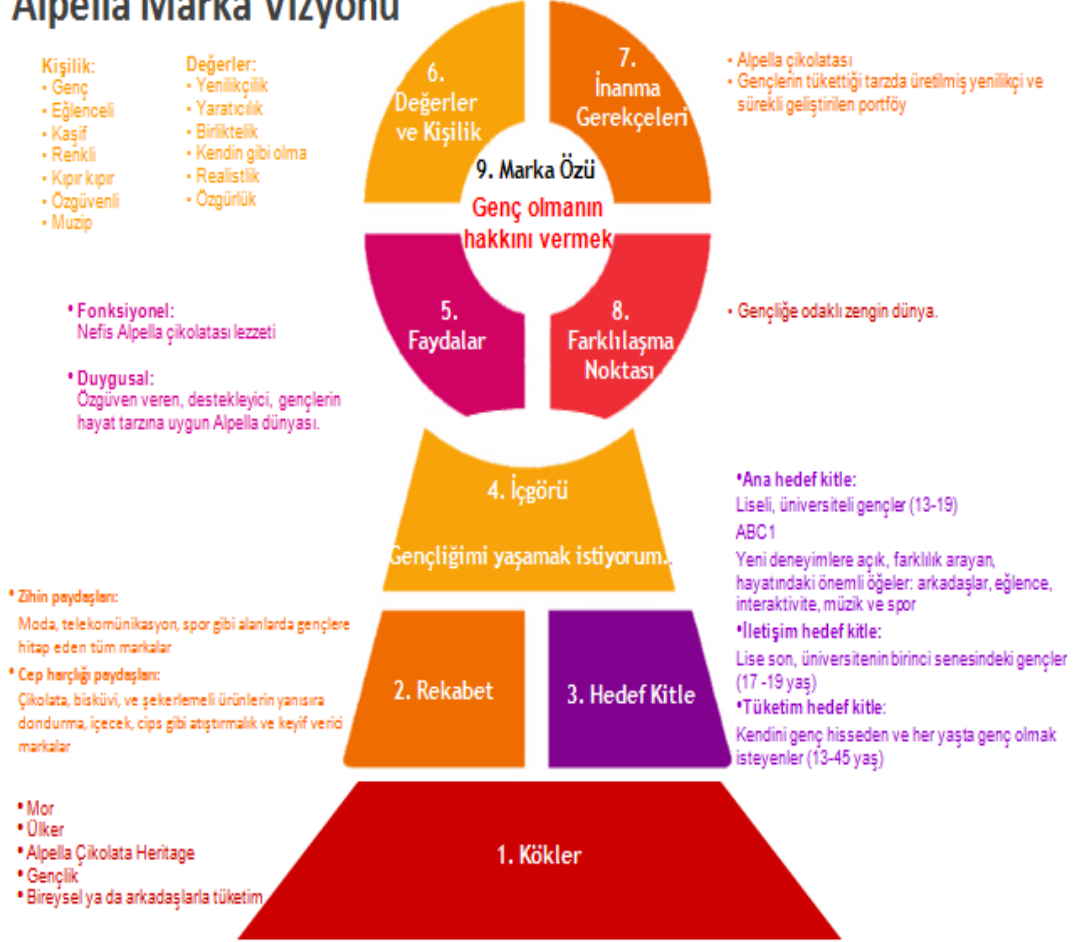 Alpella Marka Vizyonu
Kişilik:
• Genç
• Eğlenceli
• Kaşif
• Renkli
• Kıpır kıpır
• Özgüvenli
• Muzip
Değerler:
• Yenilikçilik
• Yaratıcılık
• Birliktelik
• Kendin gibi olma
• Realistlik
• Özgürlük
6.
Değerler
ve Kişilik
7.
İnanma
Gerekçeleri
• Alpella çikolatası
• Gençlerin tükettiği tarzda üretilmiş yenilikçi ve
sürekli geliştirilen portföy
9. Marka Özü
Genç olmanın
hakkını vermek
• Fonksiyonel:
Nefis Alpella çikolatası lezzeti
• Duygusal:
Özgüven veren, destekleyici, gençlerin
hayat tarzına uygun Alpella dünyası.
5.
Faydalar
8.
Farklılaşma
Noktası
• Gençliğe odaklı zengin dünya.
4. İçgörü
Gençliğimi yaşamak istiyorum..
•Ana hedef kitle:
Liseli, üniversiteli gençler (13-19)
ABC1
Yeni deneyimlere açık, farklılık arayan,
hayatındaki önemli öğeler: arkadaşlar, eğlence,
interaktivite, müzik ve spor
•İletişim hedef kitle:
Lise son, üniversitenin birinci senesindeki gençler
(17 -19 yaş)
•Tüketim hedef kitle:
Kendini genç hisseden ve her yaşta genç olmak
isteyenler (13-45 yaş)
• Zihin paydaşları:
Moda, telekomünikasyon, spor gibi alanlarda gençlere
hitap eden tüm markalar
• Cep harçlığı paydaşları:
Çikolata, bisküvi, ve şekerlemeli ürünlerin yanısıra
dondurma, içecek, cips gibi atıştırmalık ve keyif verici
markalar
2. Rekabet
3. Hedef Kitle
• Mor
• Ülker
• Alpella Çikolata Heritage
• Gençlik
• Bireysel ya da arkadaşlarla tüketim
1. Kökler